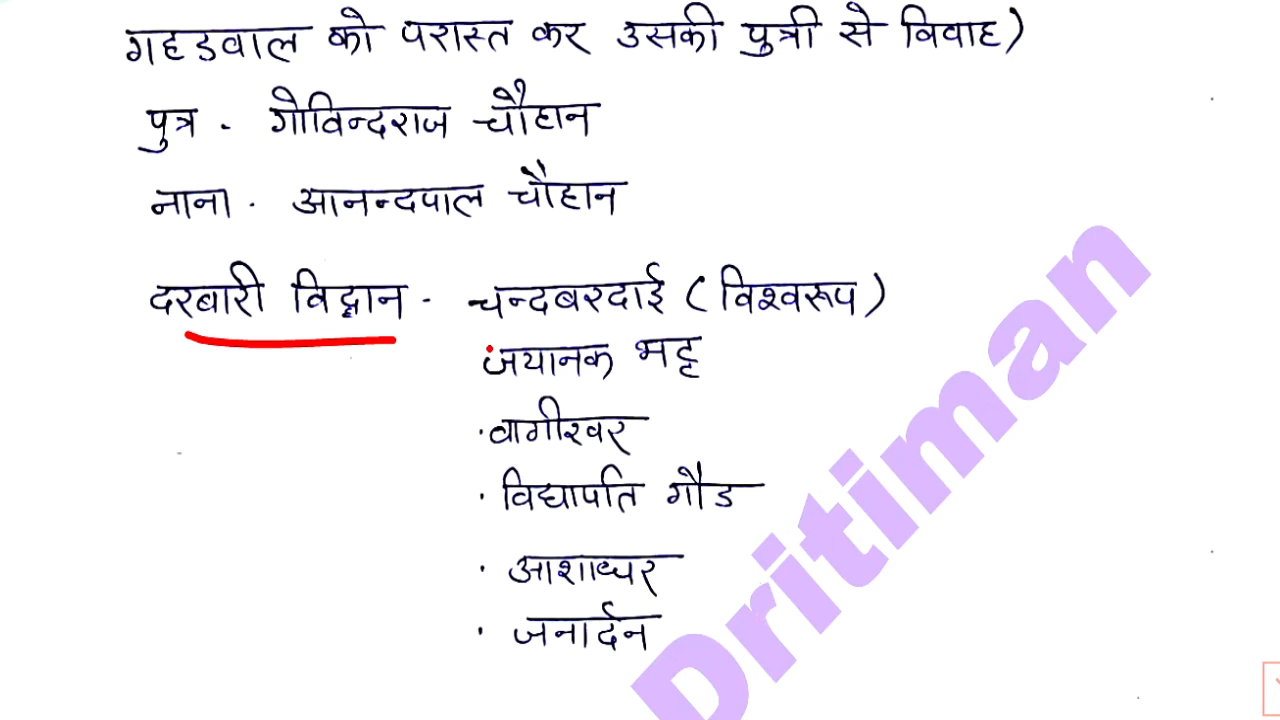 गहडवाल को परास्त कर उसकी पुत्री से विवाह)
पुत्र - गोविन्दराज चौहान
नाना - आनन्दपाल चौहान
दरबारी विद्वान - चन्दबरदाई (विश्वरूप)
जयानक भट्ट
· वागीश्वर
· विद्यापति गौड
· आशाधर
· जनार्दन
Dritiman